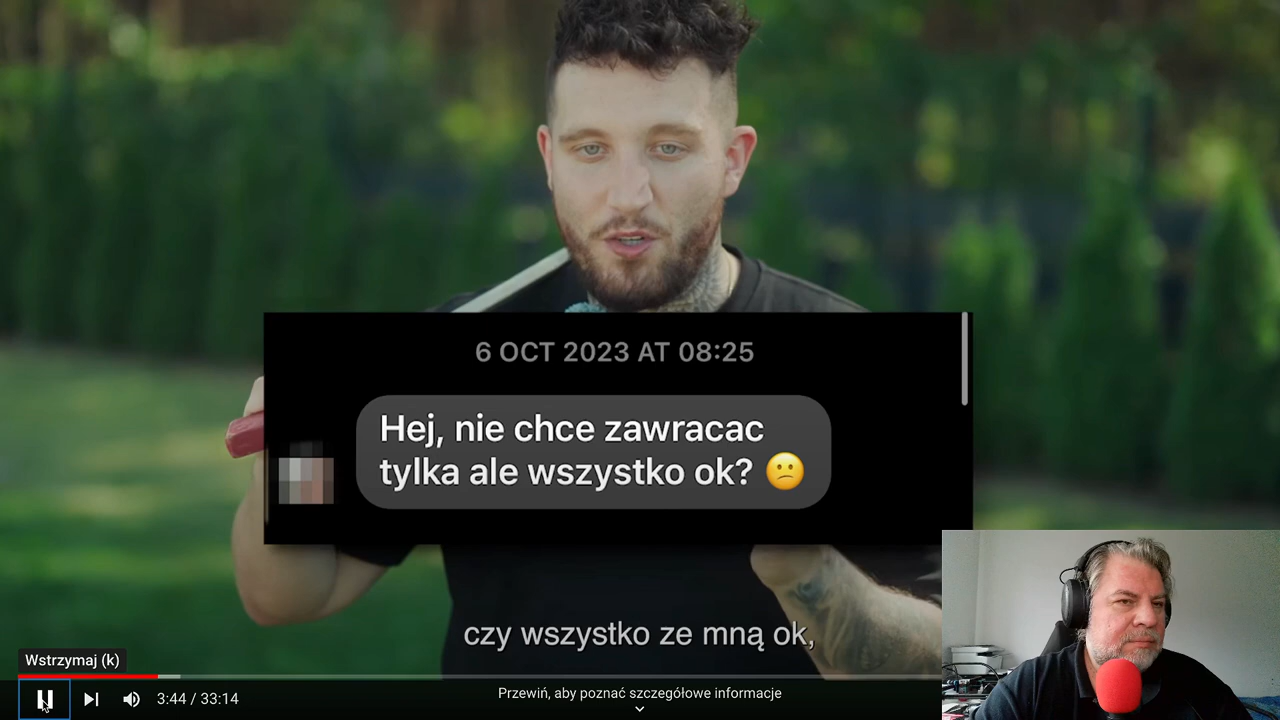 6 OCT 2023 AT 08:25
Hej, nie chce zawracac
tylka ale wszystko ok? 😕
czy wszystko ze mną ok,
Wstrzymaj (k)
3:44 / 33:14
Przewiń, aby poznać szczegółowe informacje